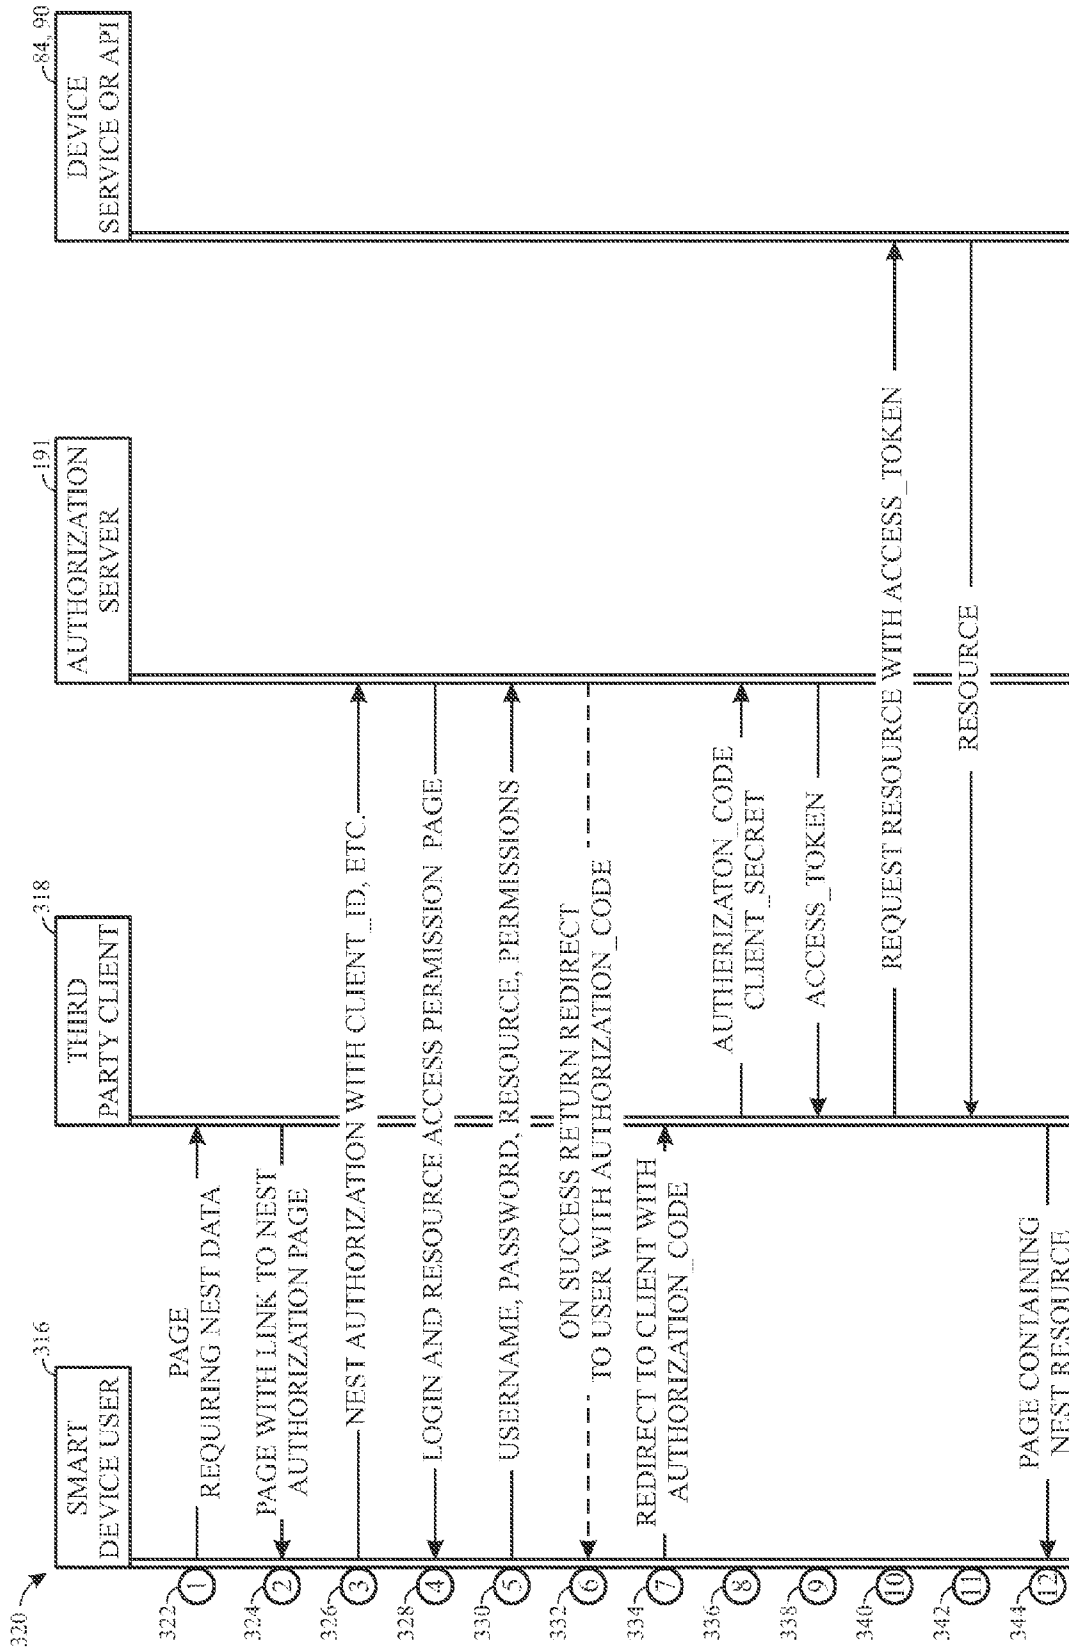 320
SMART
DEVICE USER
316
THIRD
PARTY CLIENT
318
AUTHORIZATION
SERVER
191
DEVICE
SERVICE OR API
84, 90
322
1
PAGE
REQUIRING NEST DATA
324
2
PAGE WITH LINK TO NEST
AUTHORIZATION PAGE
326
3
NEST AUTHORIZATION WITH CLIENT_ID, ETC.
328
4
LOGIN AND RESOURCE ACCESS PERMISSION PAGE
330
5
USERNAME, PASSWORD, RESOURCE, PERMISSIONS
332
6
ON SUCCESS RETURN REDIRECT
TO USER WITH AUTHORIZATION_CODE
334
7
REDIRECT TO CLIENT WITH
AUTHORIZATION_CODE
336
8
AUTHERIZATON_CODE
CLIENT_SECRET
338
9
ACCESS_TOKEN
340
10
REQUEST RESOURCE WITH ACCESS_TOKEN
342
11
RESOURCE
344
12
PAGE CONTAINING
NEST RESOURCE